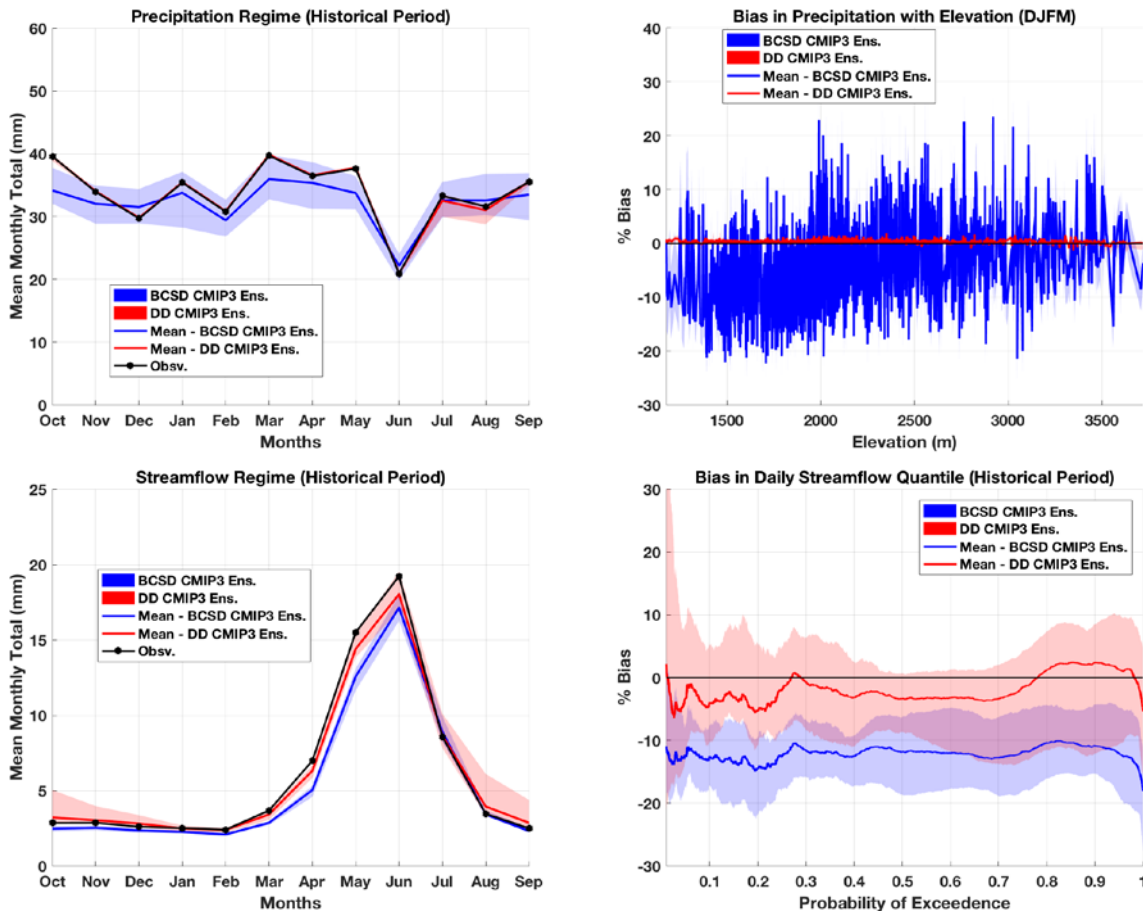 Precipitation Regime (Historical Period)
60
50
40
30
20
10
0
Mean Monthly Total (mm)
BCSD CMIP3 Ens.
DD CMIP3 Ens.
Mean - BCSD CMIP3 Ens.
Mean - DD CMIP3 Ens.
Obsv.
Oct Nov Dec Jan Feb Mar Apr May Jun Jul Aug Sep
Months
Bias in Precipitation with Elevation (DJFM)
40
30
20
10
0
-10
-20
-30
% Bias
BCSD CMIP3 Ens.
DD CMIP3 Ens.
Mean - BCSD CMIP3 Ens.
Mean - DD CMIP3 Ens.
1500 2000 2500 3000 3500
Elevation (m)
Streamflow Regime (Historical Period)
25
20
15
10
5
0
Mean Monthly Total (mm)
BCSD CMIP3 Ens.
DD CMIP3 Ens.
Mean - BCSD CMIP3 Ens.
Mean - DD CMIP3 Ens.
Obsv.
Oct Nov Dec Jan Feb Mar Apr May Jun Jul Aug Sep
Months
Bias in Daily Streamflow Quantile (Historical Period)
30
20
10
0
-10
-20
-30
% Bias
BCSD CMIP3 Ens.
DD CMIP3 Ens.
Mean - BCSD CMIP3 Ens.
Mean - DD CMIP3 Ens.
0.1 0.2 0.3 0.4 0.5 0.6 0.7 0.8 0.9 1
Probability of Exceedence